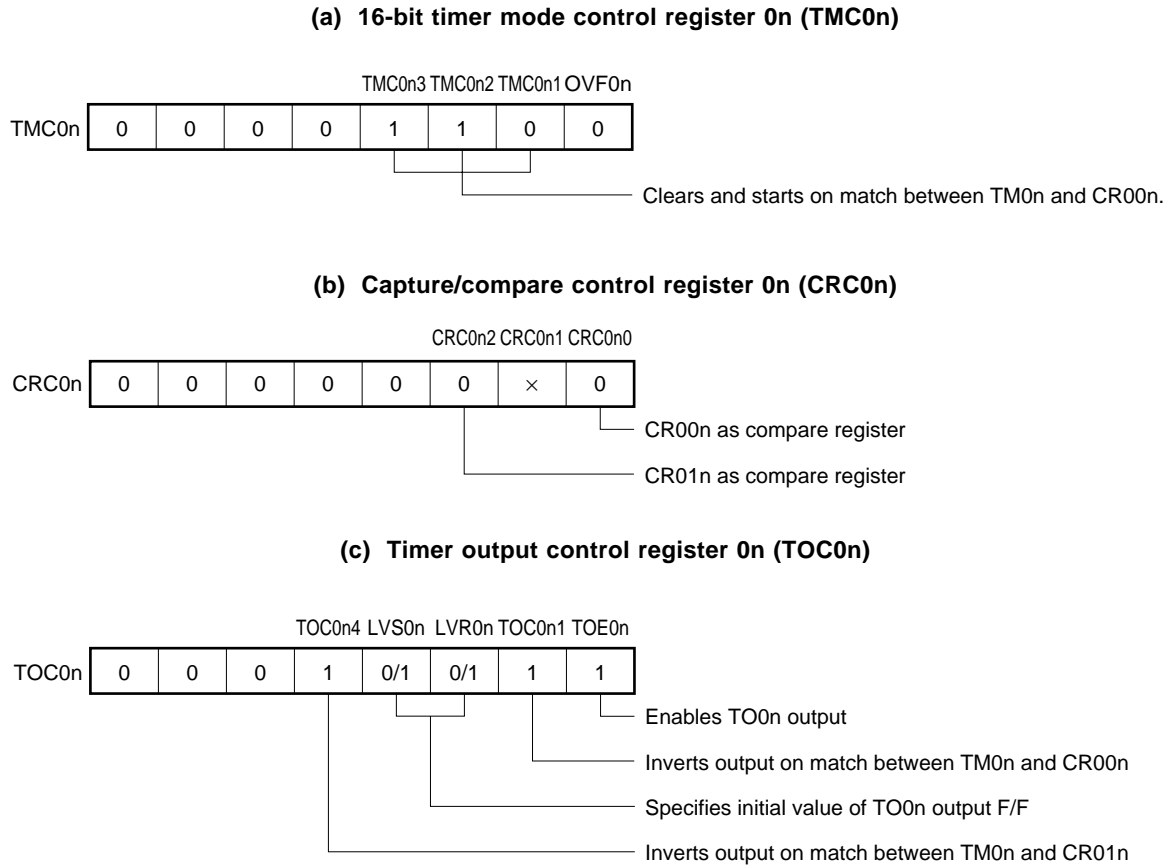 (a) 16-bit timer mode control register 0n (TMC0n)
TMC0n3 TMC0n2 TMC0n1 OVF0n
TMC0n 0 0 0 0 1 1 0 0
Clears and starts on match between TM0n and CR00n.
(b) Capture/compare control register 0n (CRC0n)
CRC0n2 CRC0n1 CRC0n0
CRC0n 0 0 0 0 0 0 × 0
CR00n as compare register
CR01n as compare register
(c) Timer output control register 0n (TOC0n)
TOC0n4 LVS0n LVR0n TOC0n1 TOE0n
TOC0n 0 0 0 1 0/1 0/1 1 1
Enables TO0n output
Inverts output on match between TM0n and CR00n
Specifies initial value of TO0n output F/F
Inverts output on match between TM0n and CR01n